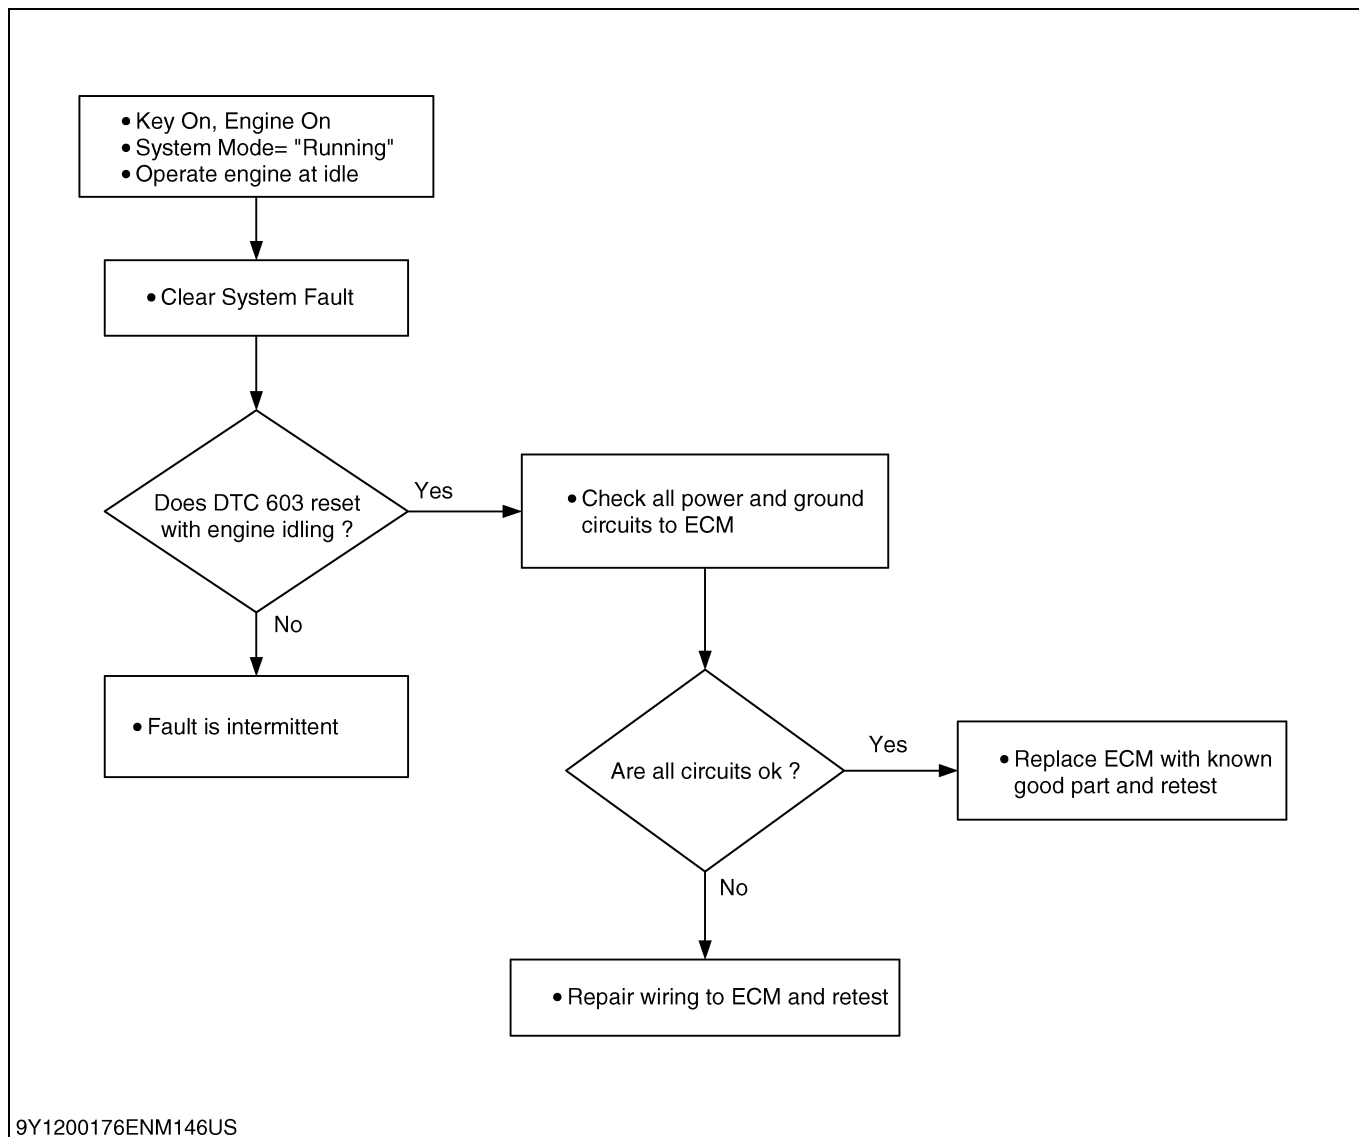 • Key On, Engine On
• System Mode= "Running"
• Operate engine at idle
• Clear System Fault
Does DTC 603 reset
with engine idling ?
Yes
• Check all power and ground
circuits to ECM
No
• Fault is intermittent
Are all circuits ok ?
Yes
• Replace ECM with known
good part and retest
No
• Repair wiring to ECM and retest
9Y1200176ENM146US